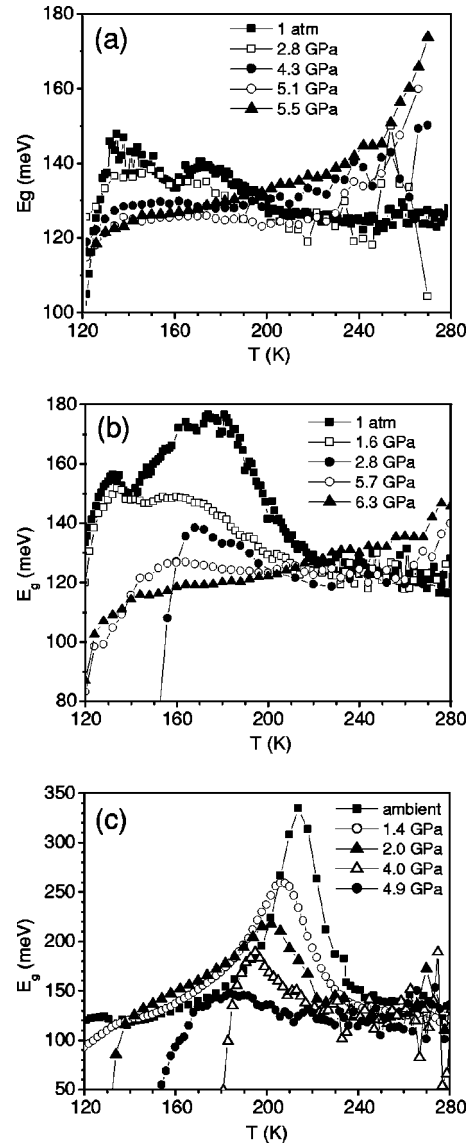 (a)
1 atm
2.8 GPa
4.3 GPa
5.1 GPa
5.5 GPa
180
160
140
120
100
Eg (meV)
120 160 200 240 280
T (K)
(b)
1 atm
1.6 GPa
2.8 GPa
5.7 GPa
6.3 GPa
180
160
140
120
100
80
Eg (meV)
120 160 200 240 280
T (K)
(c)
ambient
1.4 GPa
2.0 GPa
4.0 GPa
4.9 GPa
350
300
250
200
150
100
50
Eg (meV)
120 140 160 180 200 220 240 260 280
T (K)